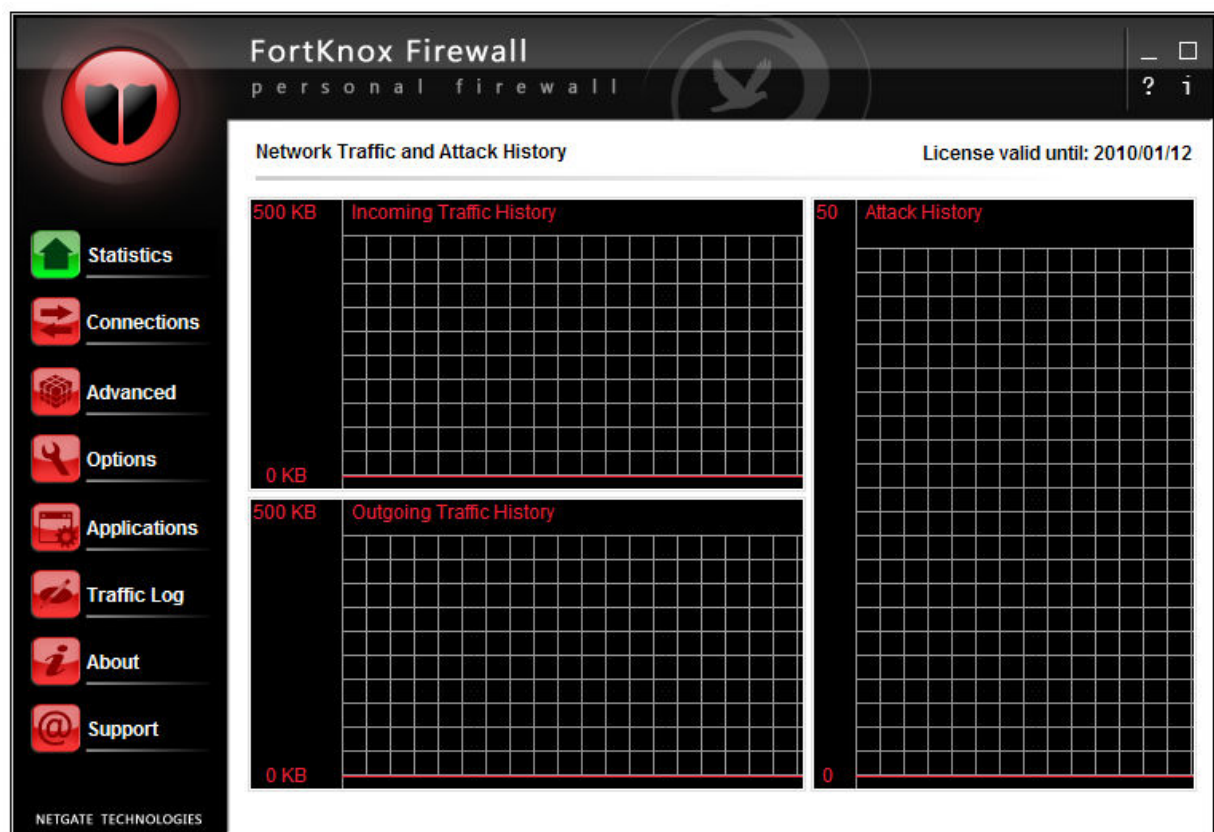 FortKnox Firewall
personal firewall
? i
Network Traffic and Attack History
License valid until: 2010/01/12
Statistics
Connections
Advanced
Options
Applications
Traffic Log
About
Support
NETGATE TECHNOLOGIES
500 KB
Incoming Traffic History
0 KB
500 KB
Outgoing Traffic History
0 KB
50
Attack History
0